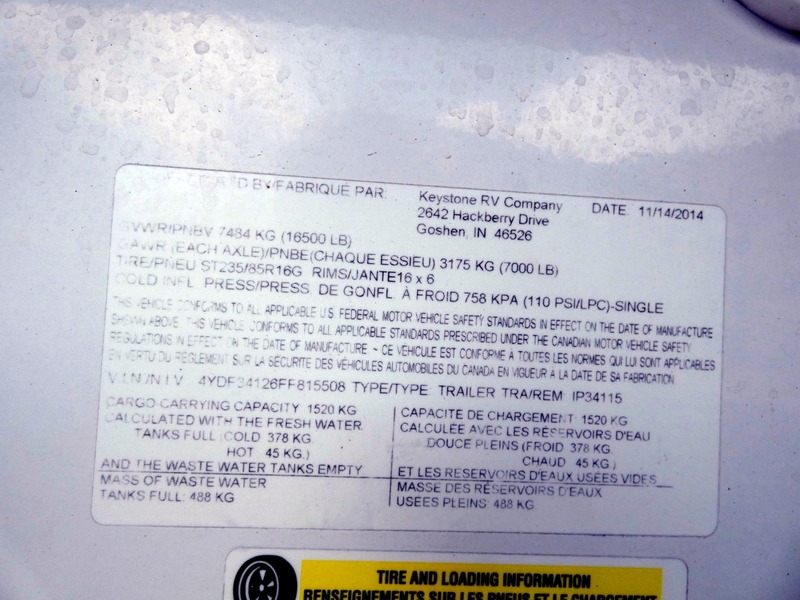 BY/FABRIQUÉ PAR: Keystone RV Company DATE: 11/14/2014
2642 Hackberry Drive
Goshen, IN 46526
GVWR/PNBV 7484 KG (16500 LB)
GAWR (EACH AXLE)/PNBE(CHAQUE ESSIEU) 3175 KG (7000 LB)
TIRE/PNEU ST235/85R16G RIMS/JANTE16 x 6
COLD INFL. PRESS/PRESS. DE GONFL. À FROID 758 KPA (110 PSI/LPC)-SINGLE
THIS VEHICLE CONFORMS TO ALL APPLICABLE U.S. FEDERAL MOTOR VEHICLE SAFETY STANDARDS IN EFFECT ON THE DATE OF MANUFACTURE
SHOWN ABOVE. THIS VEHICLE CONFORMS TO ALL APPLICABLE STANDARDS PRESCRIBED UNDER THE CANADIAN MOTOR VEHICLE SAFETY
REGULATIONS IN EFFECT ON THE DATE OF MANUFACTURE ~ CE VÉHICULE EST CONFORME À TOUTES LES NORMES QUI LUI SONT APPLICABLES
EN VERTU DU RÉGLEMENT SUR LA SÉCURITÉ DES VÉHICULES AUTOMOBILES DU CANADA EN VIGUEUR À LA DATE DE SA FABRICATION
V.I.N./N.I.V. 4YDF34126FF815508 TYPE/TYPE: TRAILER TRA/REM IP34115
CARGO CARRYING CAPACITY 1520 KG
CALCULATED WITH THE FRESH WATER
TANKS FULL (COLD 378 KG
HOT 45 KG.)
AND THE WASTE WATER TANKS EMPTY
MASS OF WASTE WATER
TANKS FULL: 488 KG
CAPACITÉ DE CHARGEMENT 1520 KG
CALCULÉE AVEC LES RÉSERVOIRS D'EAU
DOUCE PLEINS (FROID 378 KG.
CHAUD 45 KG.)
ET LES RESERVOIRS D'EAUX USÉES VIDES
MASSE DES RÉSERVOIRS D'EAUX
USÉES PLEINS: 488 KG
TIRE AND LOADING INFORMATION
RENSEIGNEMENTS SUR LES PNEUS ET LE CHARGEMENT